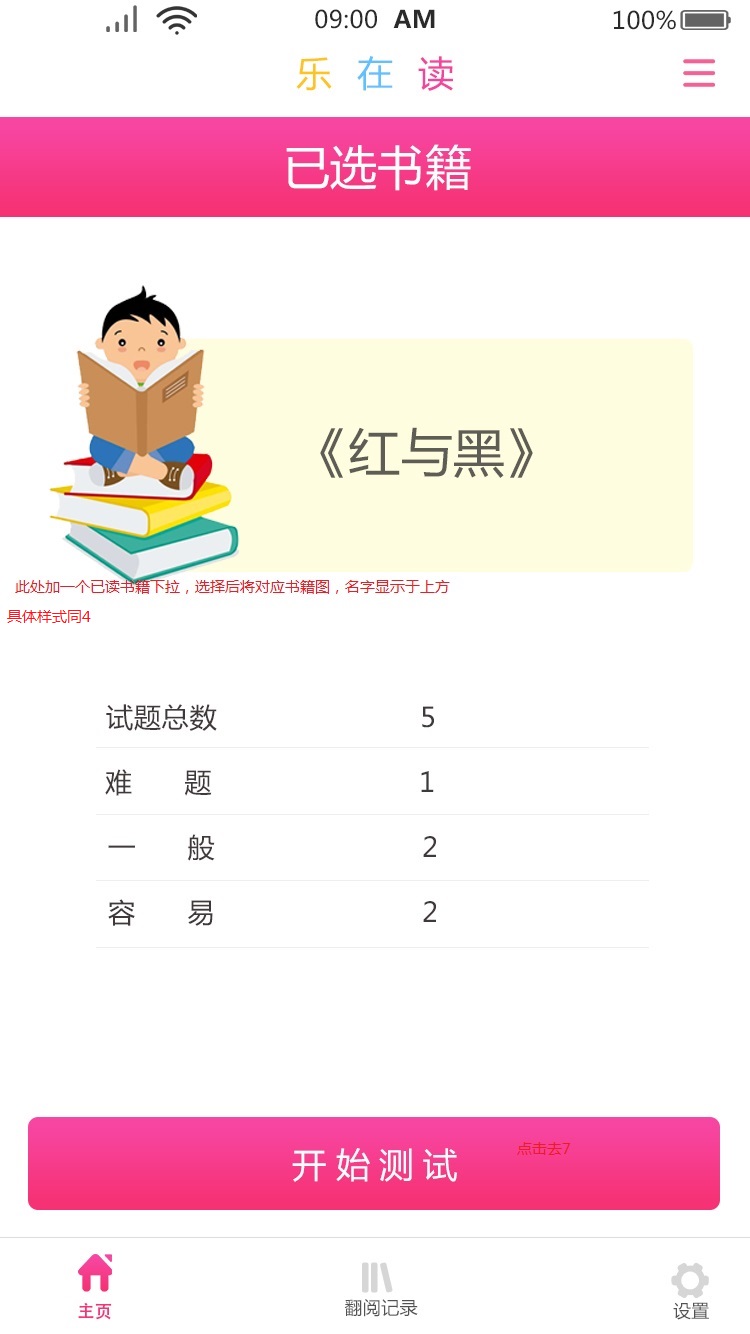 09:00 AM 100%
乐在读
已选书籍
《红与黑》
此处加一个已读书籍下拉，选择后将对应书籍图，名字显示于上方
具体样式同4
试题总数 5
难 题 1
一 般 2
容 易 2
开始测试
点击去7
主页 翻阅记录 设置